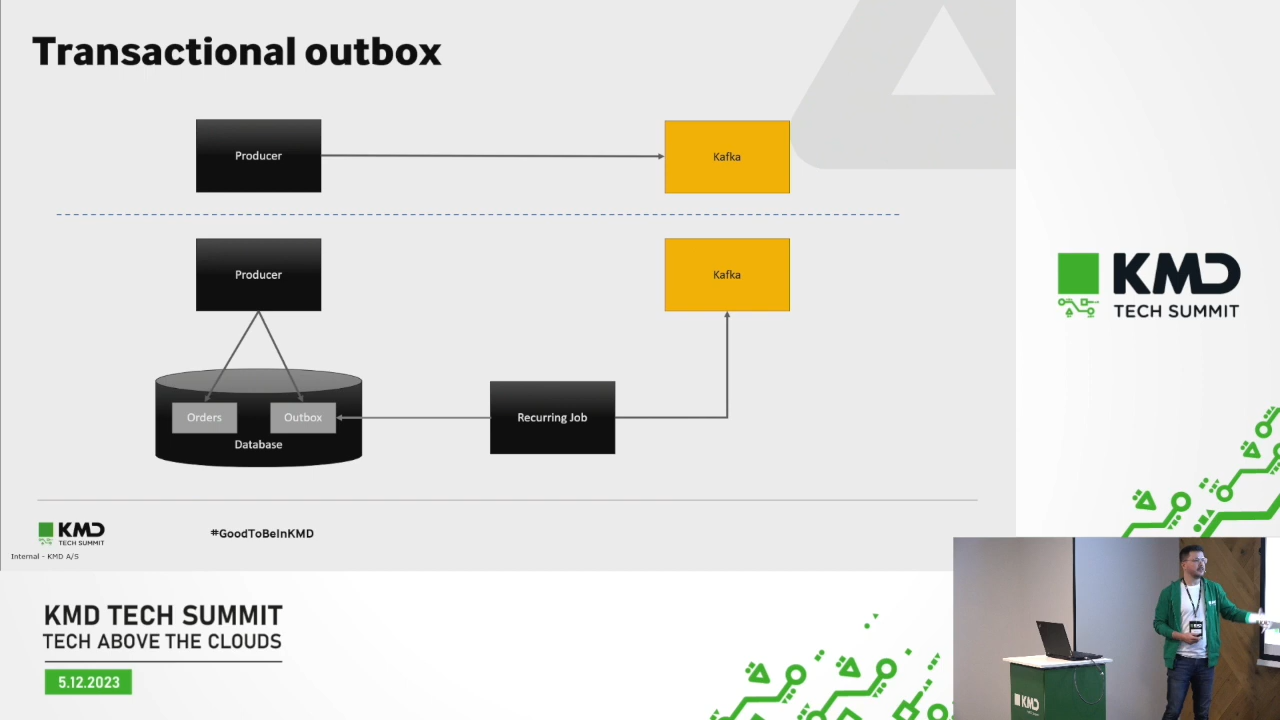 Transactional outbox
Producer
Kafka
Producer
Kafka
Orders
Outbox
Database
Recurring Job
KMD
TECH SUMMIT
#GoodToBeInKMD
Internal - KMD A/S
KMD
TECH SUMMIT
KMD TECH SUMMIT
TECH ABOVE THE CLOUDS
5.12.2023
KMD